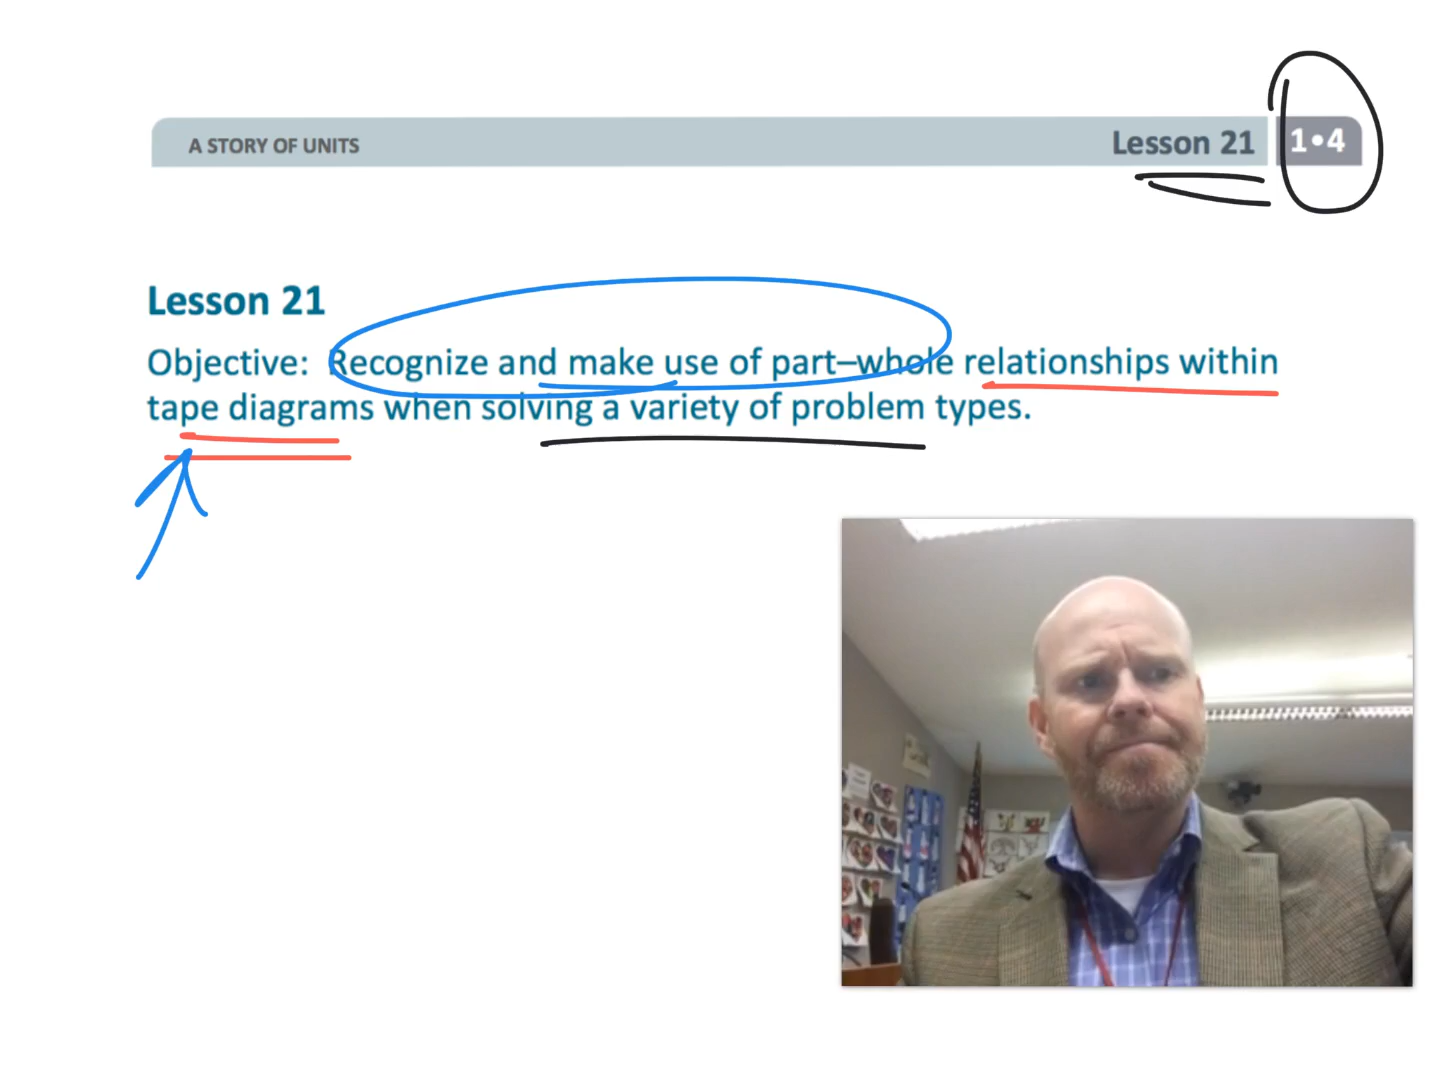 A STORY OF UNITS
Lesson 21
1•4
Lesson 21
Objective: Recognize and make use of part–whole relationships within
tape diagrams when solving a variety of problem types.